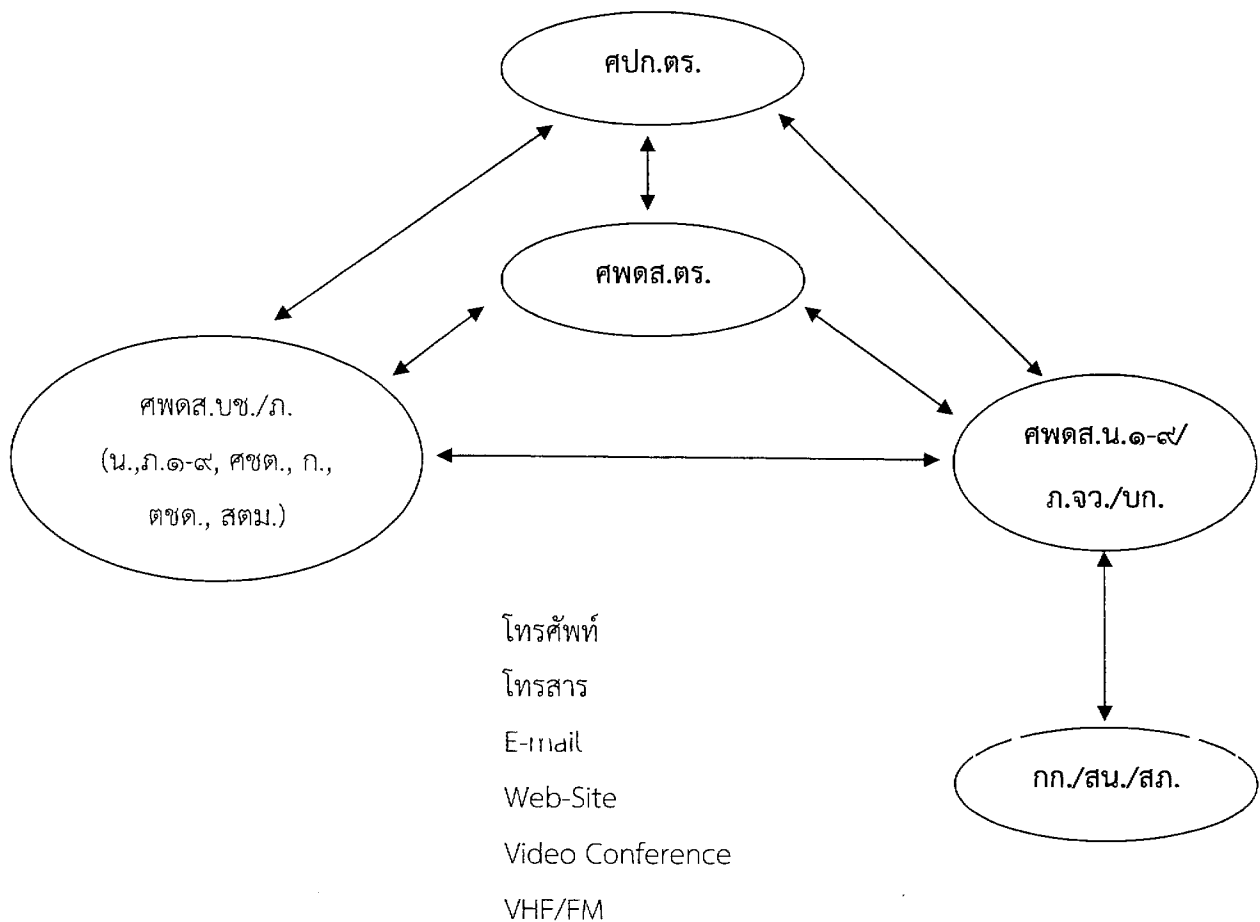 ศปก.ตร.
ศพดส.ตร.
ศพดส.บช./ภ.
(น.,ภ.๑-๙, ศชต., ก.,
ตชด., สตม.)
ศพดส.น.๑-๙/
ภ.จว./บก.
โทรศัพท์
โทรสาร
E-mail
Web-Site
Video Conference
VHF/FM
กก./สน./สภ.